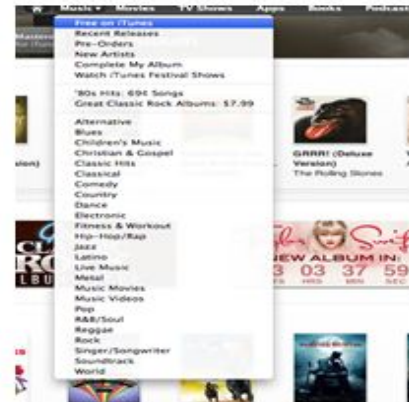 Music Movies TV Shows Apps Books Podcast
Free on iTunes
Recent Releases
Pre-Orders
New Artists
Complete My Album
Watch iTunes Festival Shows
'80s Hits: 69¢ Songs
Great Classic Rock Albums: $7.99
Alternative
Blues
Children's Music
Christian & Gospel
Classic Hits
Classical
Comedy
Country
Dance
Electronic
Fitness & Workout
Hip-Hop/Rap
Jazz
Latino
Live Music
Metal
Music Movies
Music Videos
Pop
R&B/Soul
Reggae
Rock
Singer/Songwriter
Soundtrack
World
GRRR! (Deluxe
Version)
The Rolling Stones
NEW ALBUM IN:
03 37 59
HRS MIN SEC